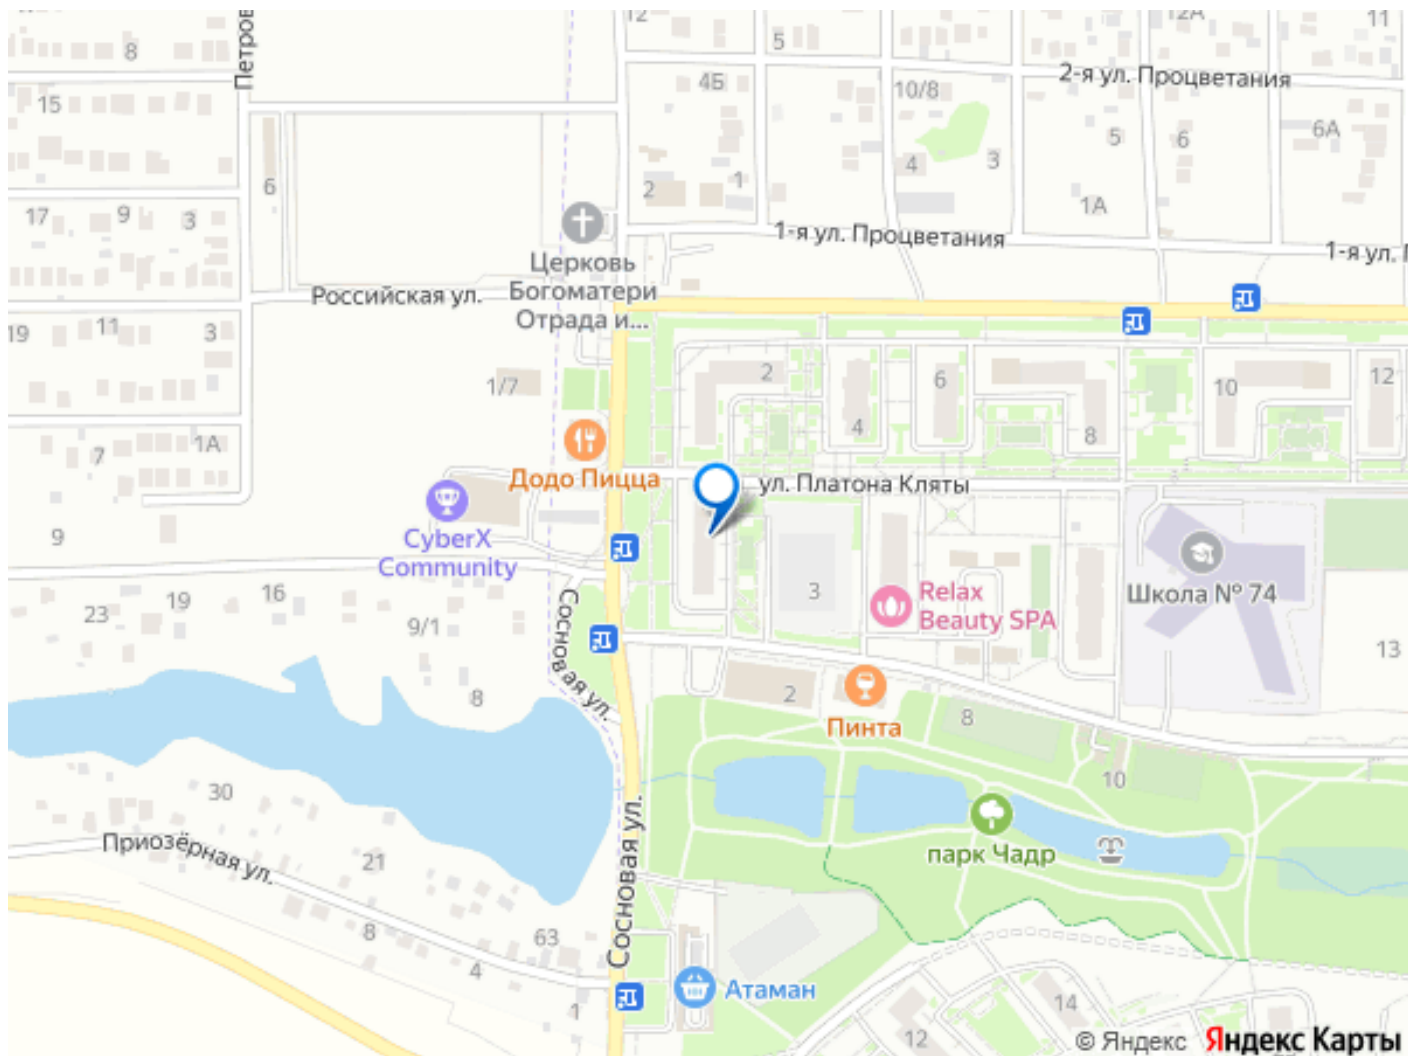 12
12А
11
8
5
Петров
2-я ул. Процветания
15
4Б
10/8
6А
5
6
4
3
6
2
1
1А
17
9
3
1-я ул. Процветания
1-я ул. П
Церковь
Богоматери
Отрада и...
Российская ул.
19
11
3
1/7
2
6
10
12
4
8
1А
7
Додо Пицца
ул. Платона Кляты
9
CyberX
Community
Школа № 74
3
Relax
Beauty SPA
23
19
16
9/1
Сосновая ул.
13
8
2
Пинта
8
10
30
парк Чадр
Приозёрная ул.
21
Сосновая ул.
8
63
4
1
Атаман
14
12
© Яндекс Яндекс Карты